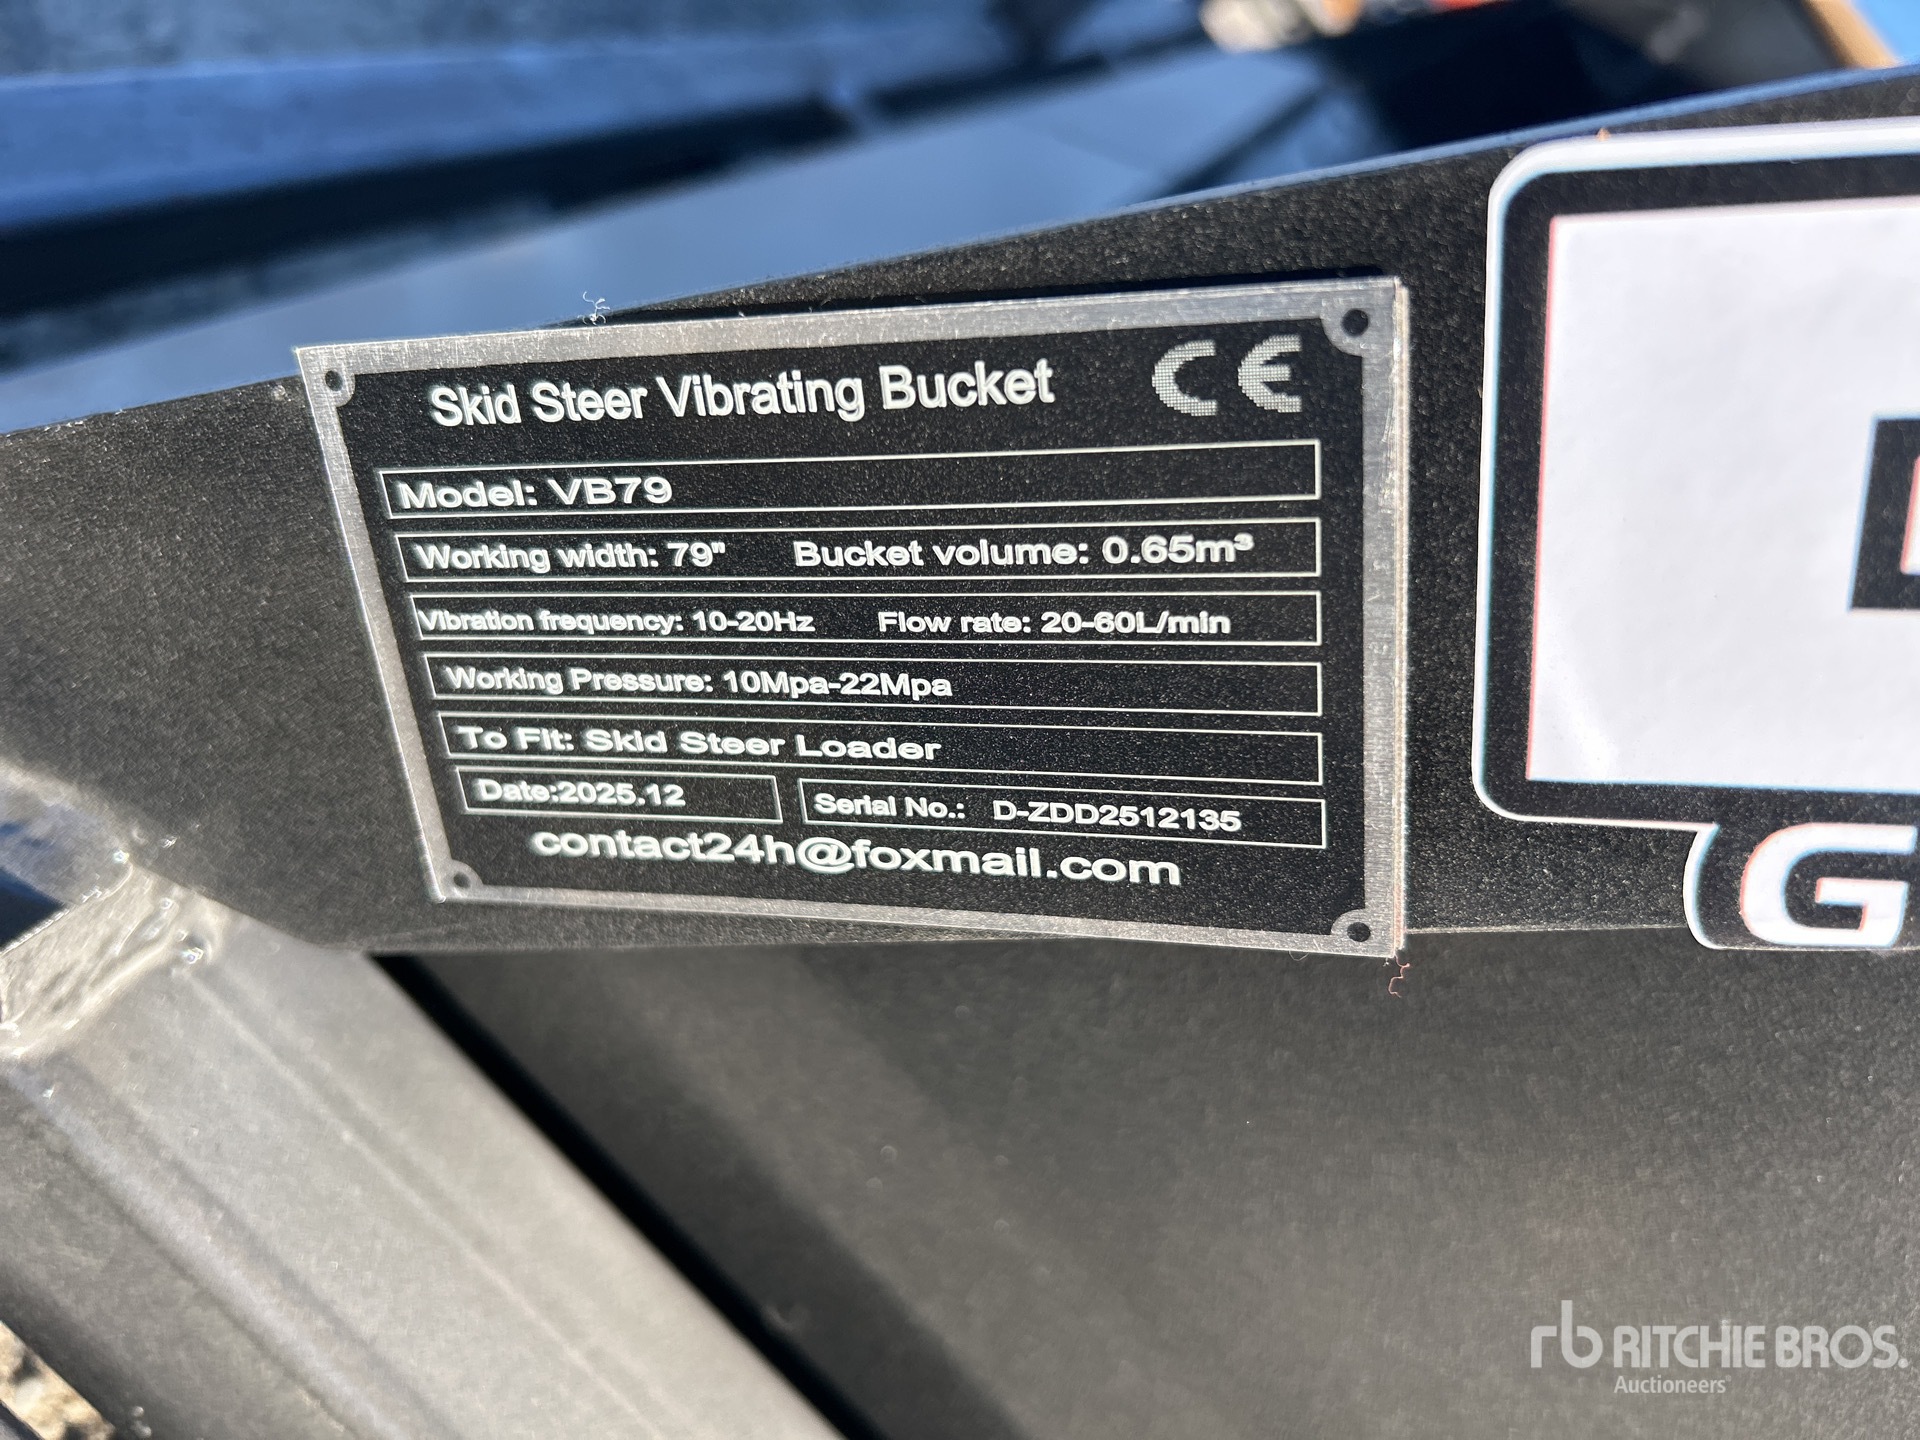 Skid Steer Vibrating Bucket CE
Model: VB79
Working width: 79" Bucket volume: 0.65m³
Vibration frequency: 10-20Hz Flow rate: 20-60L/min
Working Pressure: 10Mpa-22Mpa
To Fit: Skid Steer Loader
Date:2025.12 Serial No.: D-ZDD2512135
contact24h@foxmail.com
G
rb RITCHIE BROS.
Auctioneers